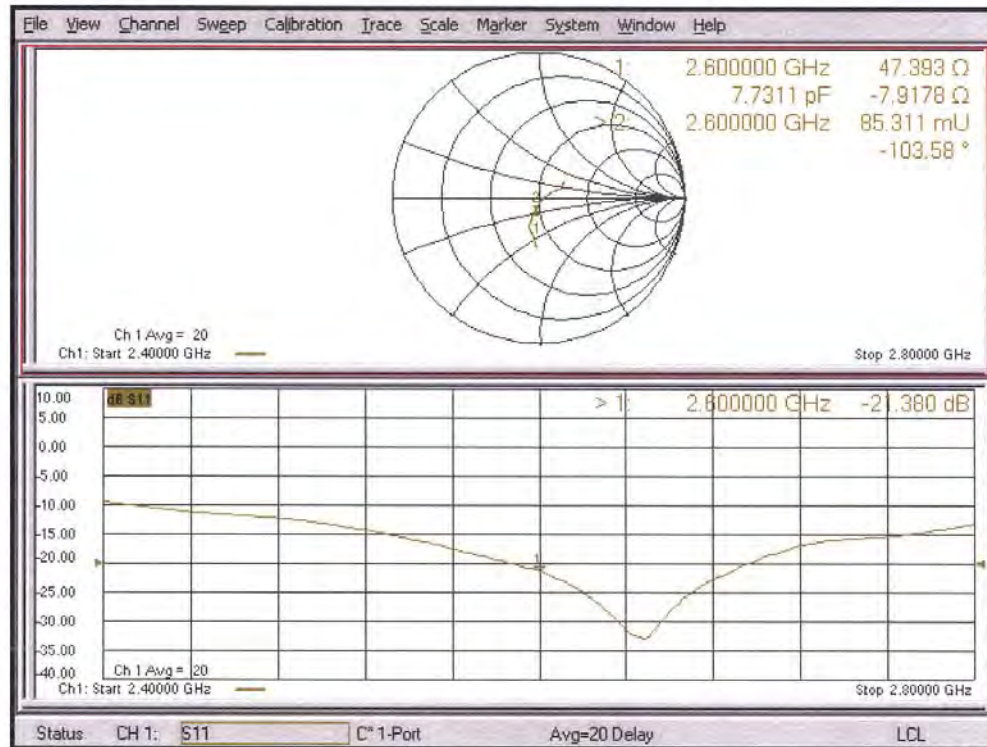 File View Channel Sweep Calibration Trace Scale Marker System Window Help
1: 2.600000 GHz 47.393 Ω
7.7311 pF -7.9178 Ω
> 2: 2.600000 GHz 85.311 mU
-103.58 °
Ch 1 Avg = 20
Ch1: Start 2.40000 GHz
Stop 2.80000 GHz
10.00
dB S11
> 1: 2.600000 GHz -21.380 dB
5.00
0.00
-5.00
-10.00
-15.00
-20.00
1
-25.00
-30.00
-35.00
-40.00
Ch 1 Avg = 20
Ch1: Start 2.40000 GHz
Stop 2.80000 GHz
Status CH 1: S11 C* 1-Port Avg=20 Delay LCL